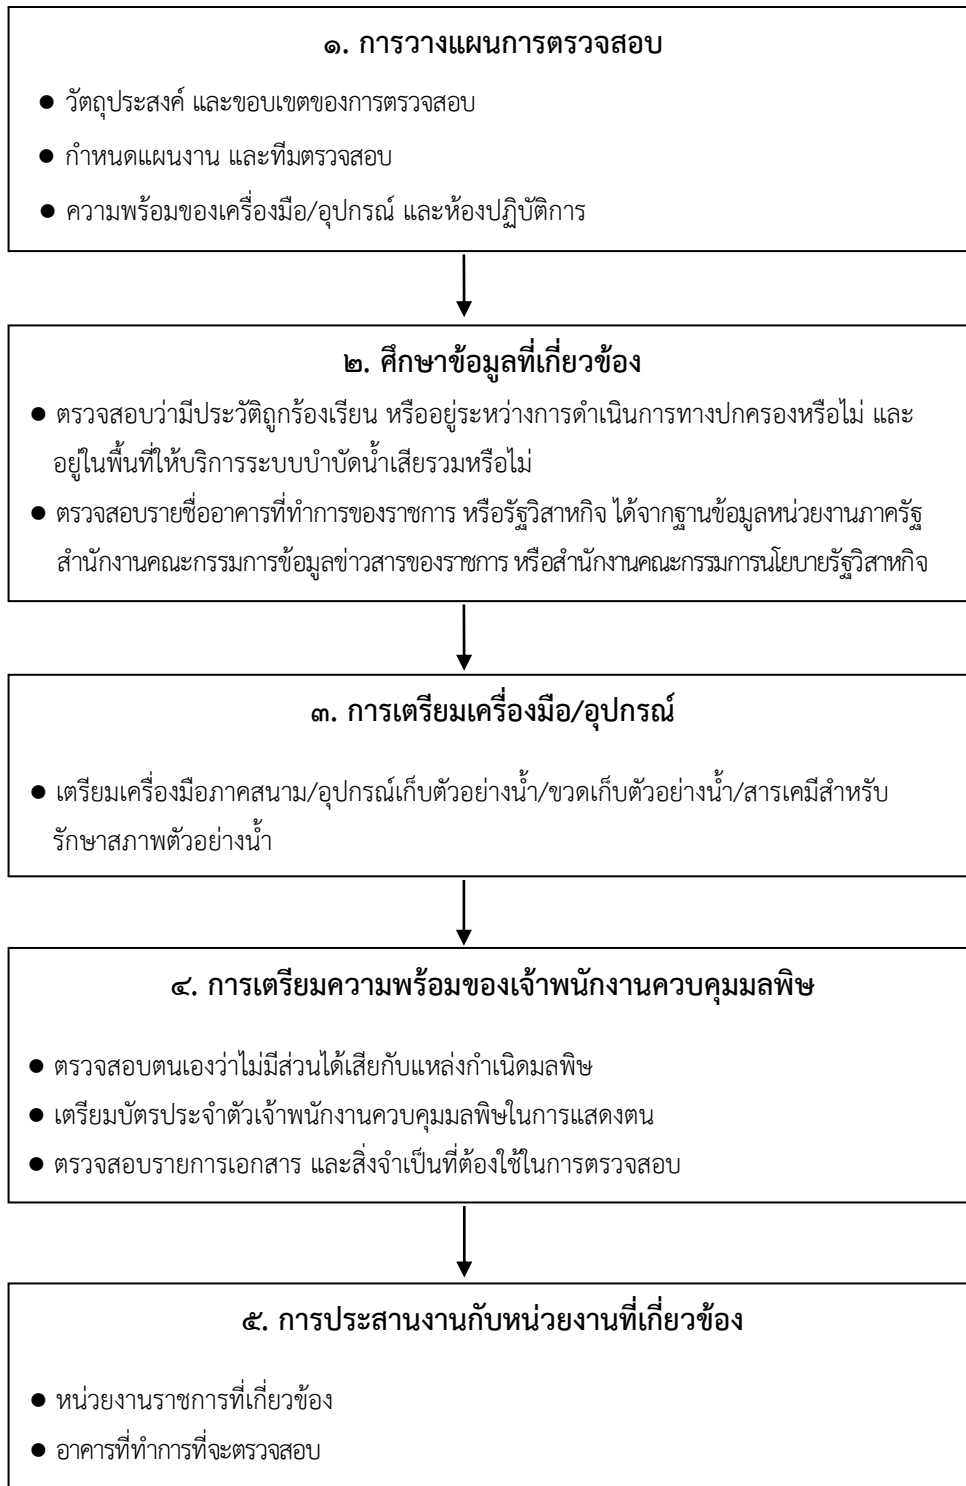 ๑. การวางแผนการตรวจสอบ
● วัตถุประสงค์ และขอบเขตของการตรวจสอบ
● กำหนดแผนงาน และทีมตรวจสอบ
● ความพร้อมของเครื่องมือ/อุปกรณ์ และห้องปฏิบัติการ
๒. ศึกษาข้อมูลที่เกี่ยวข้อง
● ตรวจสอบว่ามีประวัติถูกร้องเรียน หรืออยู่ระหว่างการดำเนินการทางปกครองหรือไม่ และ
อยู่ในพื้นที่ให้บริการระบบบำบัดน้ำเสียรวมหรือไม่
● ตรวจสอบรายชื่ออาคารที่ทำการของราชการ หรือรัฐวิสาหกิจ ได้จากฐานข้อมูลหน่วยงานภาครัฐ
สำนักงานคณะกรรมการข้อมูลข่าวสารของราชการ หรือสำนักงานคณะกรรมการนโยบายรัฐวิสาหกิจ
๓. การเตรียมเครื่องมือ/อุปกรณ์
● เตรียมเครื่องมือภาคสนาม/อุปกรณ์เก็บตัวอย่างน้ำ/ขวดเก็บตัวอย่างน้ำ/สารเคมีสำหรับ
รักษาสภาพตัวอย่างน้ำ
๔. การเตรียมความพร้อมของเจ้าพนักงานควบคุมมลพิษ
● ตรวจสอบตนเองว่าไม่มีส่วนได้เสียกับแหล่งกำเนิดมลพิษ
● เตรียมบัตรประจำตัวเจ้าพนักงานควบคุมมลพิษในการแสดงตน
● ตรวจสอบรายการเอกสาร และสิ่งจำเป็นที่ต้องใช้ในการตรวจสอบ
๕. การประสานงานกับหน่วยงานที่เกี่ยวข้อง
● หน่วยงานราชการที่เกี่ยวข้อง
● อาคารที่ทำการที่จะตรวจสอบ